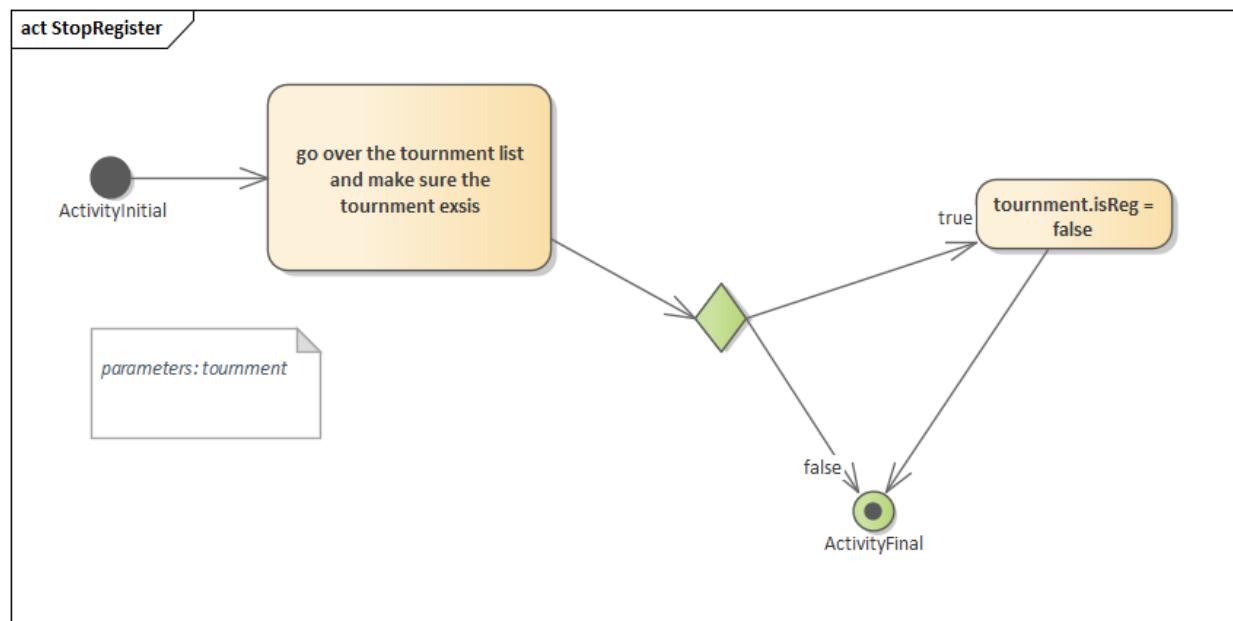 act StopRegister
go over the tournment list
and make sure the
tournment exsis
ActivityInitial
tournment.isReg =
false
true
parameters: tournment
false
ActivityFinal